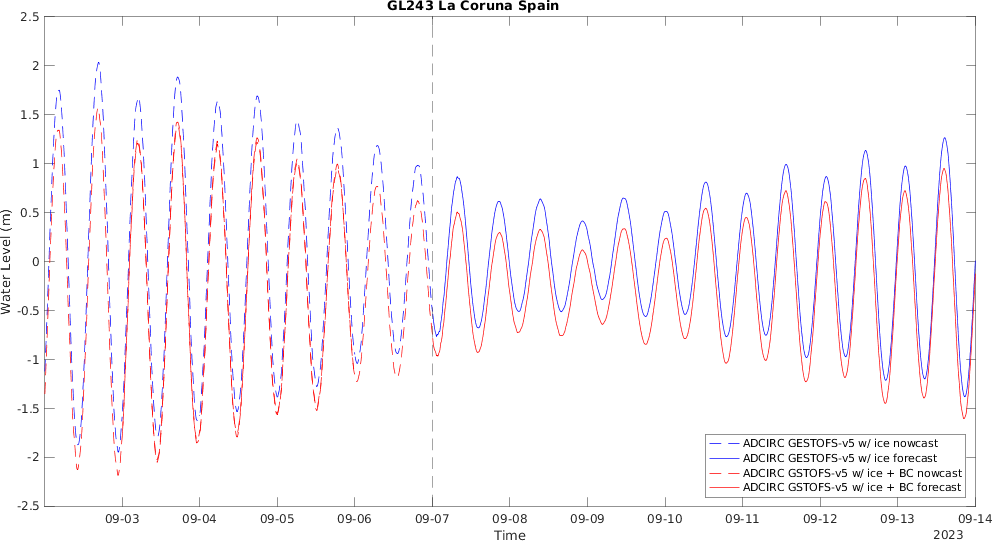 GL243 La Coruna Spain
2.5
2
1.5
1
0.5
0
-0.5
-1
-1.5
-2
-2.5
Water Level (m)
ADCIRC GESTOFS-v5 w/ ice nowcast
ADCIRC GESTOFS-v5 w/ ice forecast
ADCIRC GSTOFS-v5 w/ ice + BC nowcast
ADCIRC GSTOFS-v5 w/ ice + BC forecast
09-03 09-04 09-05 09-06 09-07 09-08 09-09 09-10 09-11 09-12 09-13 09-14
Time
2023